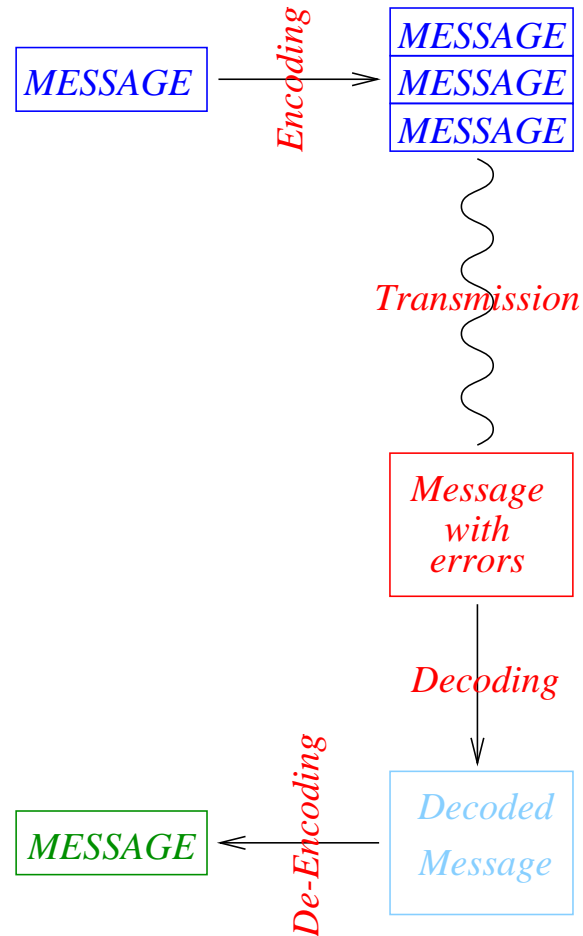 MESSAGE
Encoding
MESSAGE
MESSAGE
MESSAGE
Transmission
Message
with
errors
Decoding
Decoded
Message
De-Encoding
MESSAGE